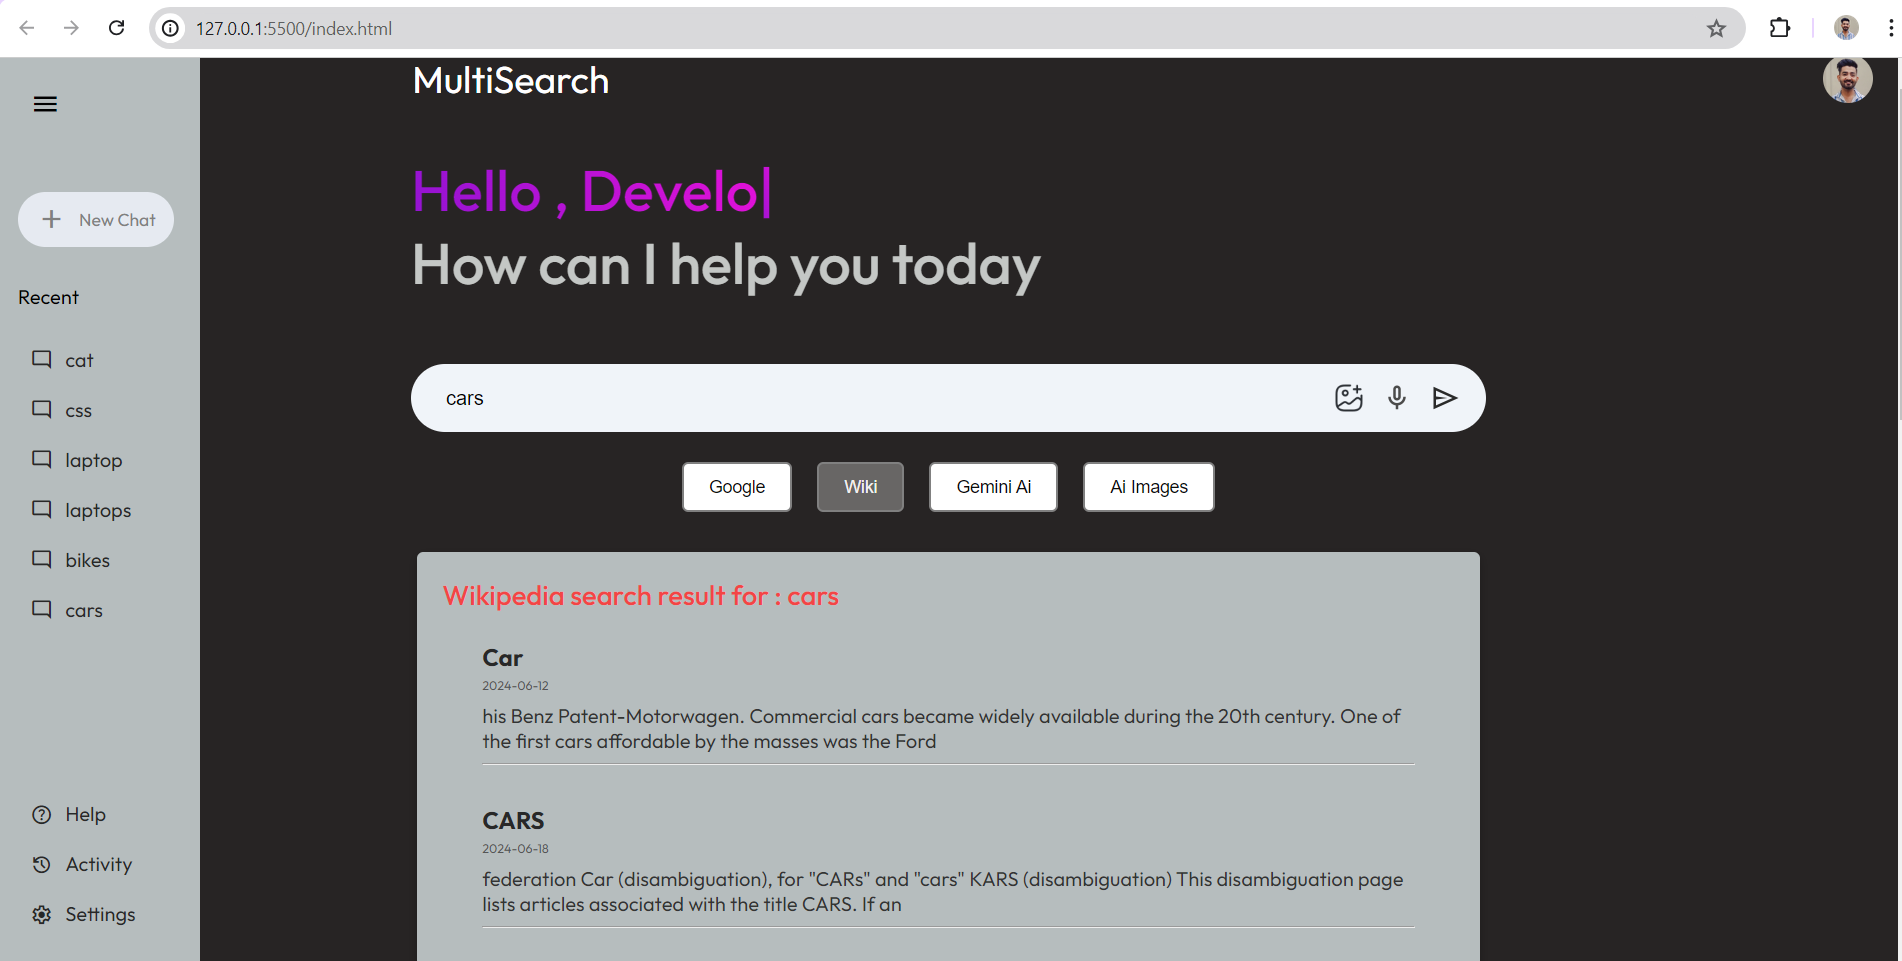 127.0.0.1:5500/index.html
MultiSearch
New Chat
Recent
cat
css
laptop
laptops
bikes
cars
Help
Activity
Settings
Hello , Develo|
How can I help you today
cars
Google
Wiki
Gemini Ai
Ai Images
Wikipedia search result for : cars
Car
2024-06-12
his Benz Patent-Motorwagen. Commercial cars became widely available during the 20th century. One of
the first cars affordable by the masses was the Ford
CARS
2024-06-18
federation Car (disambiguation), for "CARs" and "cars" KARS (disambiguation) This disambiguation page
lists articles associated with the title CARS. If an